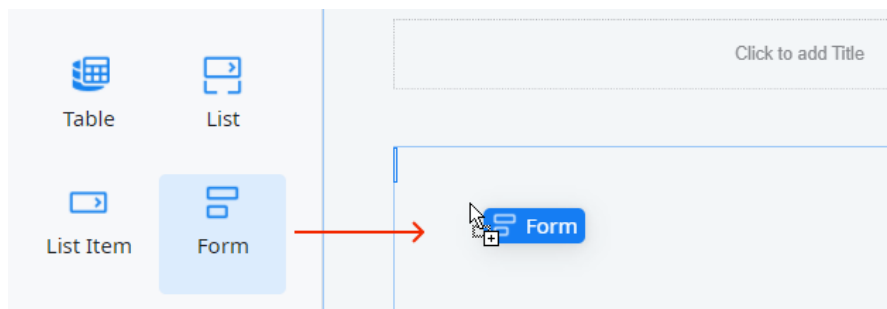 Click to add Title
Table
List
List Item
Form
Form